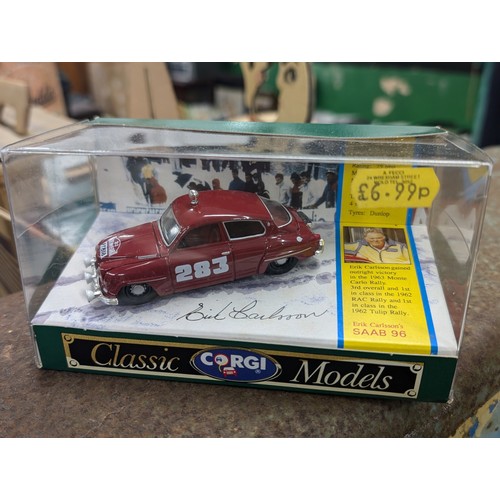 £6.99p
Tyres: Dunlop
283
Erik Carlsson
Erik Carlsson gained
outright victory
in the 1963 Monte
Carlo Rally.
3rd overall and 1st
in class in the 1962
RAC Rally and 1st
in class in the
1962 Tulip Rally.
Erik Carlsson's
SAAB 96
Classic CORGI Models